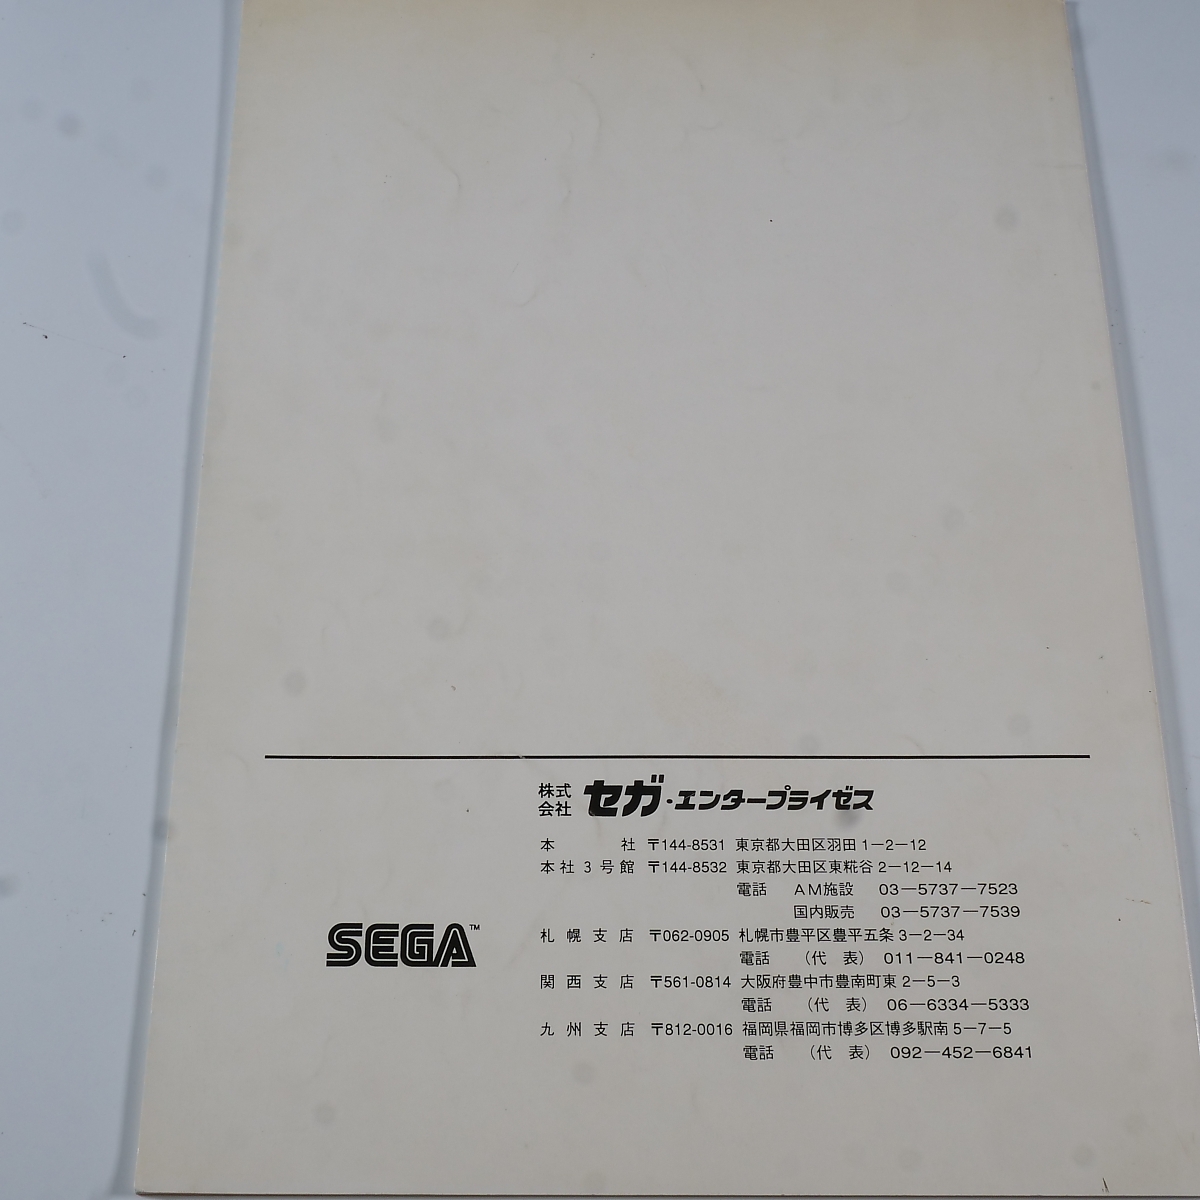 株式会社 セガ・エンタープライゼス
本社 〒144-8531 東京都大田区羽田1-2-12
本社3号館 〒144-8532 東京都大田区東糀谷2-12-14
電話 AM施設 03-5737-7523
国内販売 03-5737-7539
SEGA™
札幌支店 〒062-0905 札幌市豊平区豊平五条3-2-34
電話 (代表) 011-841-0248
関西支店 〒561-0814 大阪府豊中市豊南町東2-5-3
電話 (代表) 06-6334-5333
九州支店 〒812-0016 福岡県福岡市博多区博多駅南5-7-5
電話 (代表) 092-452-6841